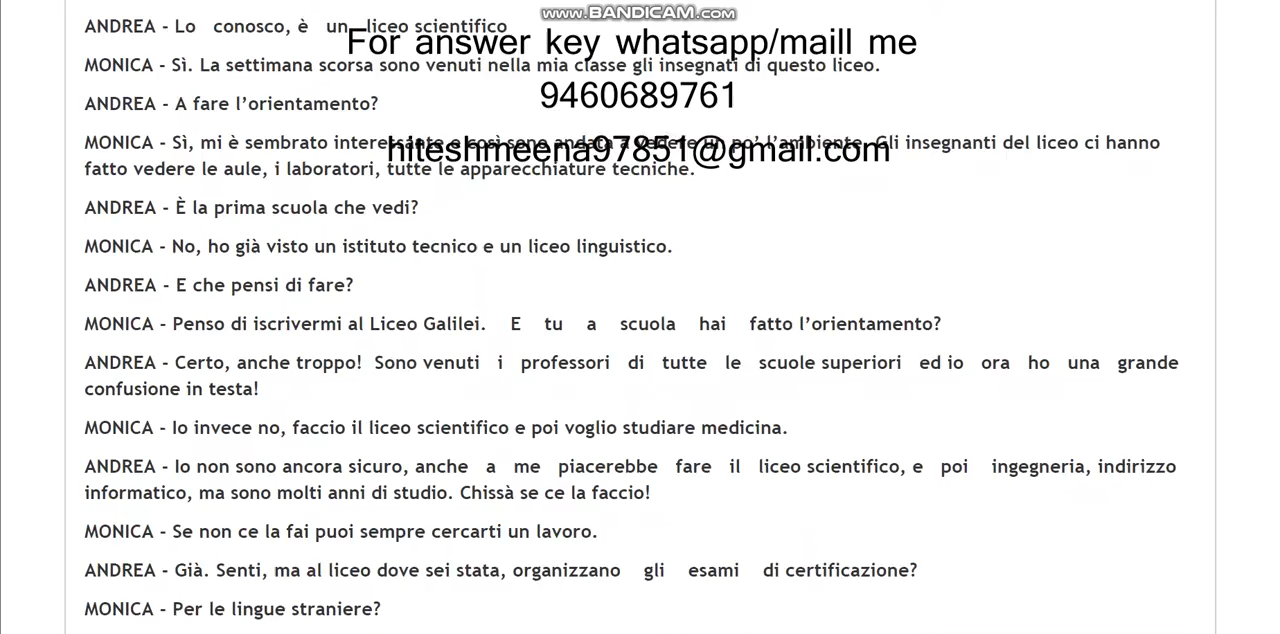 www.BANDICAM.com
ANDREA - Lo conosco, è un liceo scientifico
For answer key whatsapp/maill me
MONICA - Sì. La settimana scorsa sono venuti nella mia classe gli insegnati di questo liceo.
9460689761
ANDREA - A fare l’orientamento?
MONICA - Sì, mi è sembrato interessante e così sono andata a vedere un po’ l’ambiente. Gli insegnanti del liceo ci hanno
hiteshmeena97851@gmail.com
fatto vedere le aule, i laboratori, tutte le apparecchiature tecniche.
ANDREA - È la prima scuola che vedi?
MONICA - No, ho già visto un istituto tecnico e un liceo linguistico.
ANDREA - E che pensi di fare?
MONICA - Penso di iscrivermi al Liceo Galilei. E tu a scuola hai fatto l’orientamento?
ANDREA - Certo, anche troppo! Sono venuti i professori di tutte le scuole superiori ed io ora ho una grande
confusione in testa!
MONICA - Io invece no, faccio il liceo scientifico e poi voglio studiare medicina.
ANDREA - Io non sono ancora sicuro, anche a me piacerebbe fare il liceo scientifico, e poi ingegneria, indirizzo
informatico, ma sono molti anni di studio. Chissà se ce la faccio!
MONICA - Se non ce la fai puoi sempre cercarti un lavoro.
ANDREA - Già. Senti, ma al liceo dove sei stata, organizzano gli esami di certificazione?
MONICA - Per le lingue straniere?